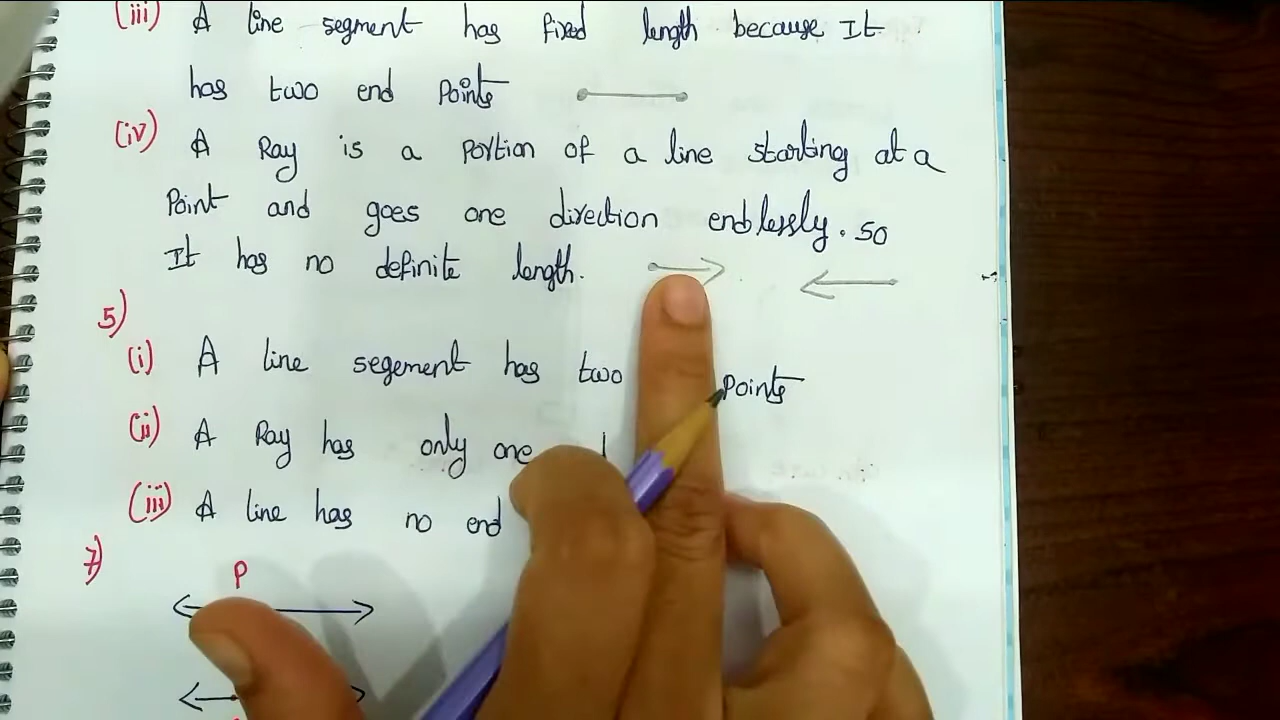 (iii) A line segment has fixed length because It
has two end Points
(iv) A Ray is a Portion of a line starting at a
Point and goes one direction endlessly. so
It has no definite length.
5)
(i) A line segement has two Points
(ii) A Ray has only one
(iii) A line has no end
7)
P